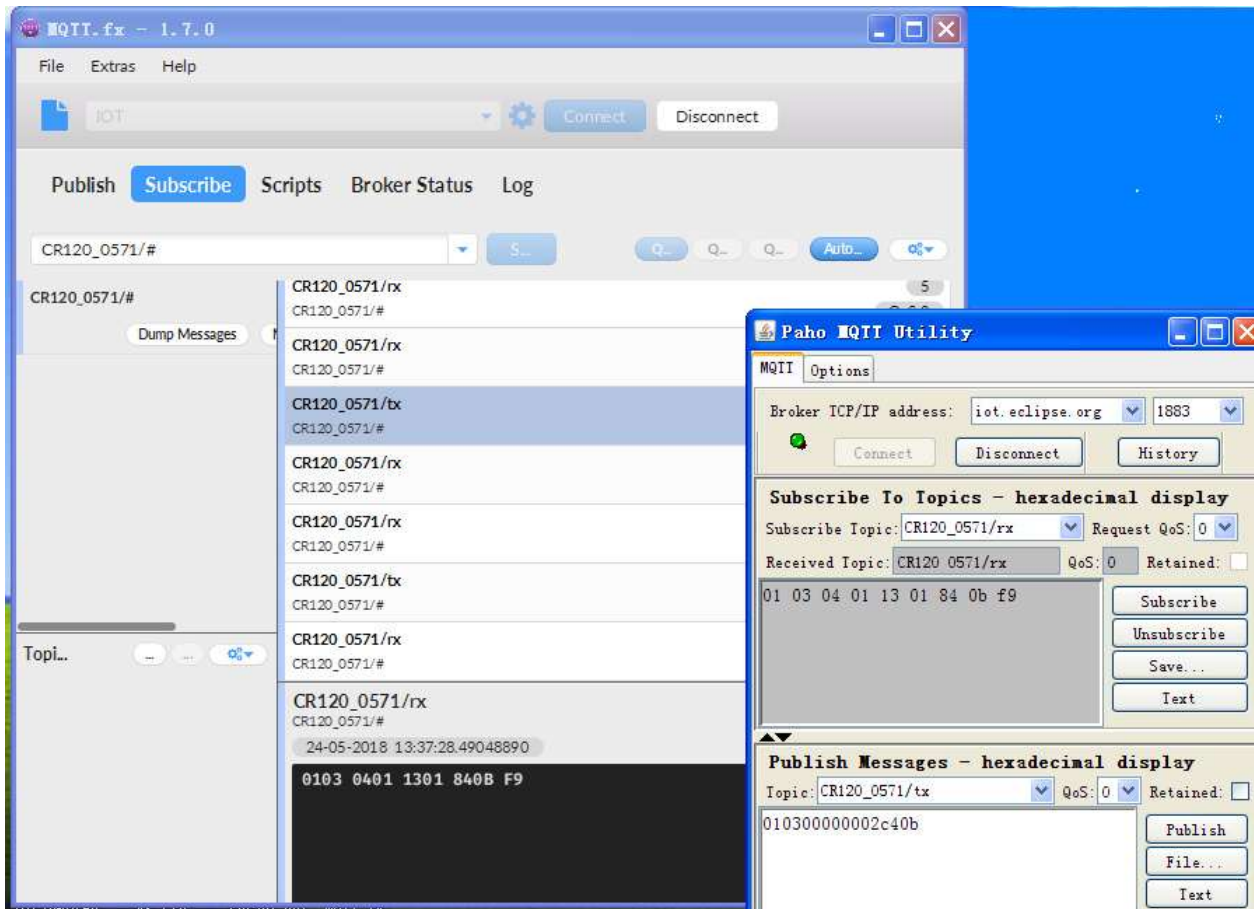 MQTT.fx - 1.7.0
File Extras Help
IOT
Connect Disconnect
Publish Subscribe Scripts Broker Status Log
CR120_0571/#
S... Q... Q... Q... Auto...
CR120_0571/#
Dump Messages
CR120_0571/rx
5
CR120_0571/#
CR120_0571/rx
CR120_0571/#
CR120_0571/tx
CR120_0571/#
CR120_0571/rx
CR120_0571/#
CR120_0571/rx
CR120_0571/#
CR120_0571/tx
CR120_0571/#
CR120_0571/rx
CR120_0571/#
Topi... ... ...
CR120_0571/rx
CR120_0571/#
24-05-2018 13:37:28.49048890
0103 0401 1301 840B F9
Paho MQTT Utility
MQTT Options
Broker TCP/IP address: iot.eclipse.org 1883
Connect Disconnect History
Subscribe To Topics - hexadecimal display
Subscribe Topic: CR120_0571/rx Request QoS: 0
Received Topic: CR120 0571/rx QoS: 0 Retained:
01 03 04 01 13 01 84 0b f9
Subscribe
Unsubscribe
Save...
Text
Publish Messages - hexadecimal display
Topic: CR120_0571/tx QoS: 0 Retained:
010300000002c40b
Publish
File...
Text